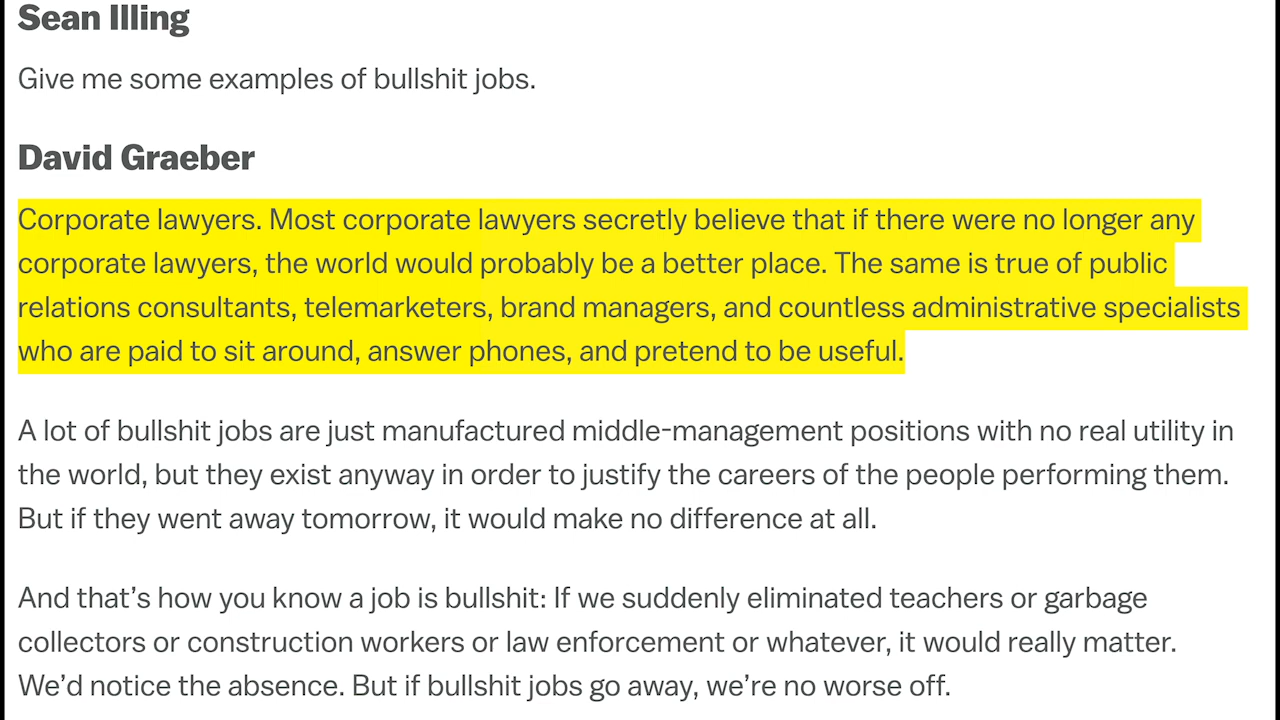 Sean Illing
Give me some examples of bullshit jobs.
David Graeber
Corporate lawyers. Most corporate lawyers secretly believe that if there were no longer any
corporate lawyers, the world would probably be a better place. The same is true of public
relations consultants, telemarketers, brand managers, and countless administrative specialists
who are paid to sit around, answer phones, and pretend to be useful.
A lot of bullshit jobs are just manufactured middle-management positions with no real utility in
the world, but they exist anyway in order to justify the careers of the people performing them.
But if they went away tomorrow, it would make no difference at all.
And that’s how you know a job is bullshit: If we suddenly eliminated teachers or garbage
collectors or construction workers or law enforcement or whatever, it would really matter.
We’d notice the absence. But if bullshit jobs go away, we’re no worse off.